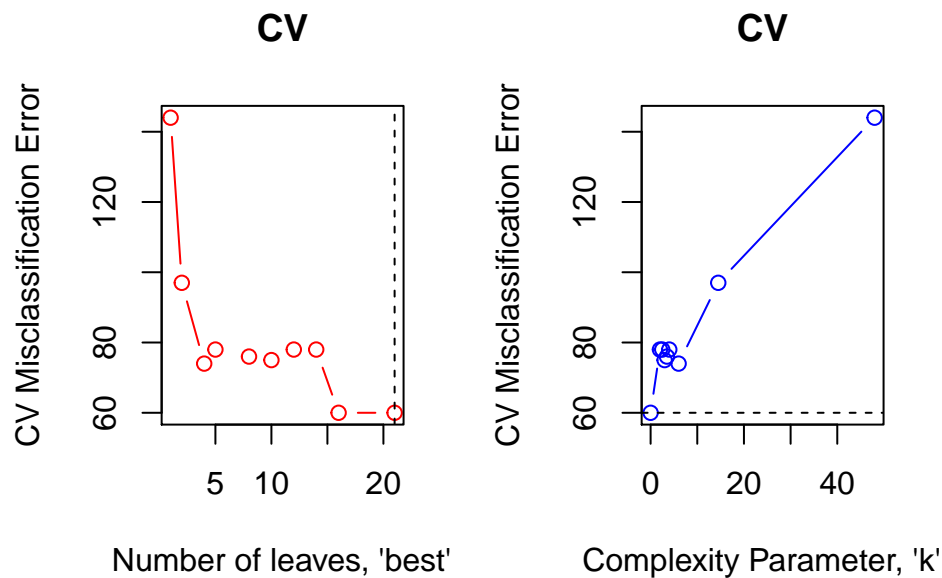 CV
CV Misclassification Error
60
80
120
5
10
20
Number of leaves, 'best'
CV
CV Misclassification Error
60
80
120
0
20
40
Complexity Parameter, 'k'